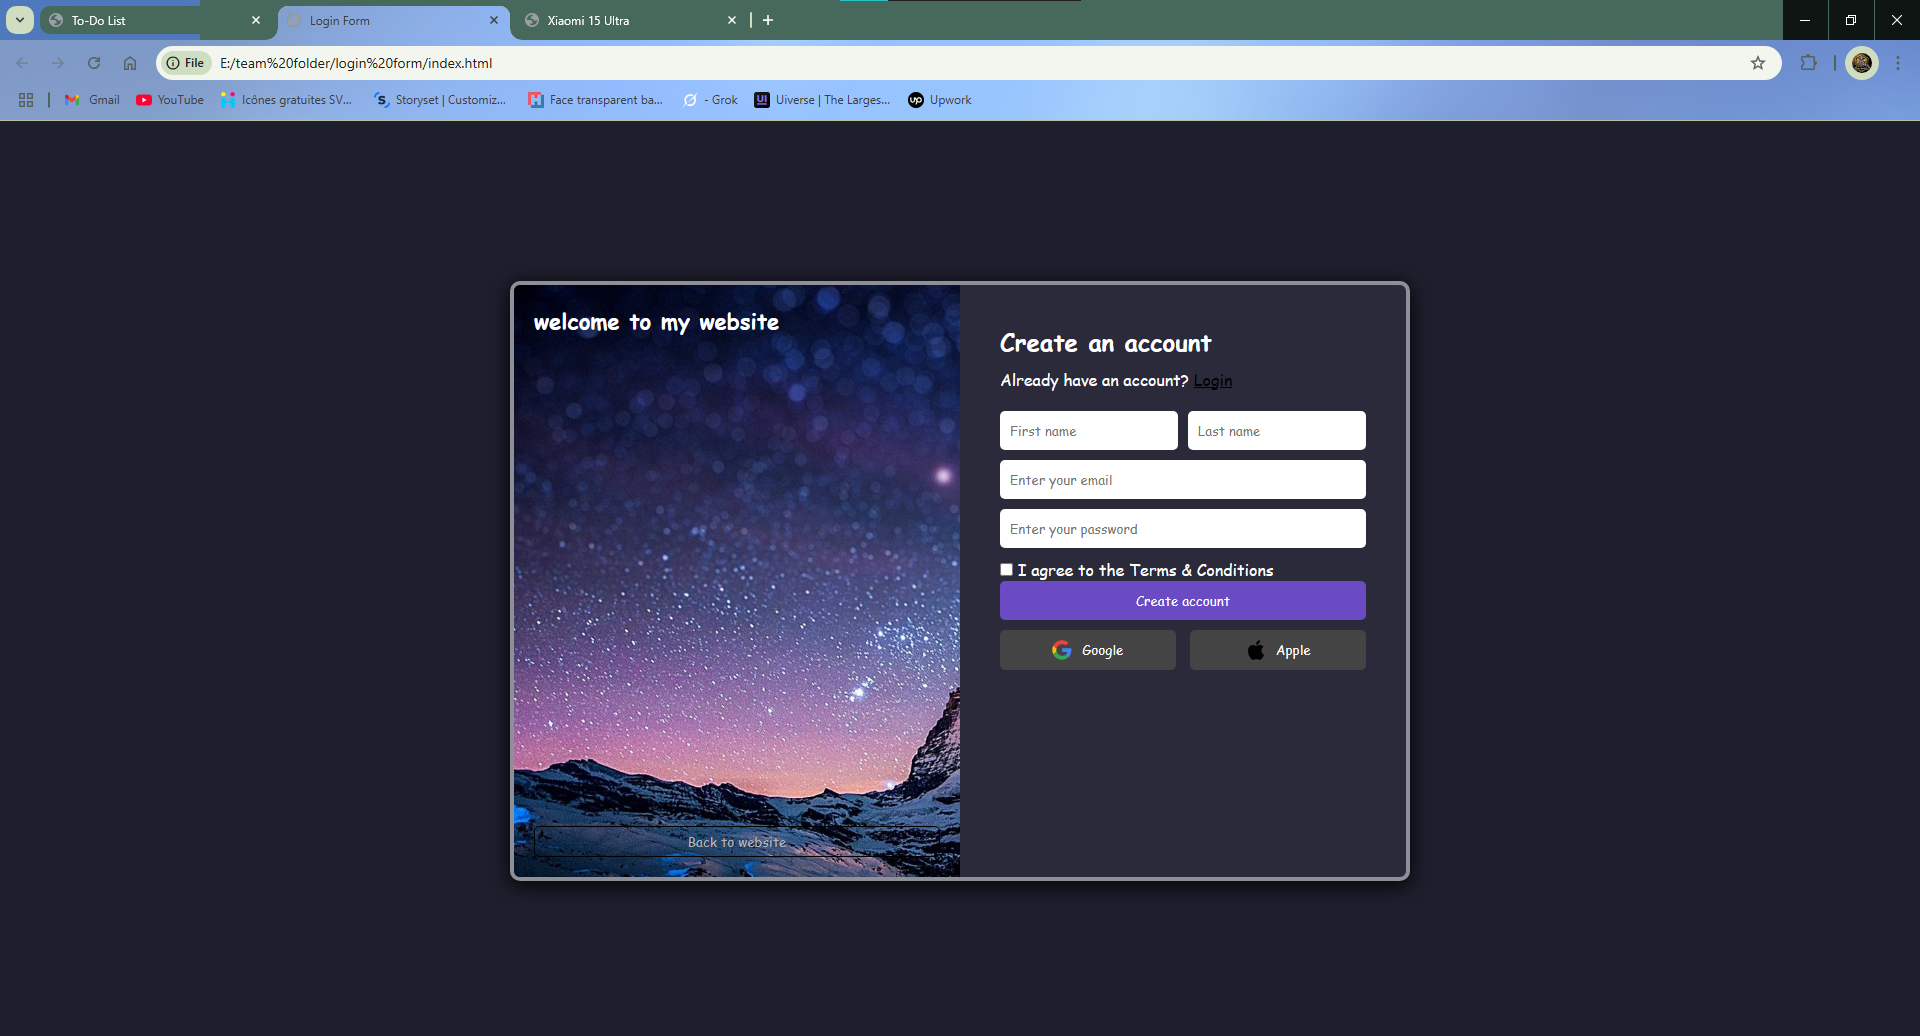 To-Do List
Login Form
Xiaomi 15 Ultra
File
E:/team%20folder/login%20form/index.html
Gmail
YouTube
Icônes gratuites SV...
Storyset | Customiz...
Face transparent ba...
- Grok
UI
Uiverse | The Larges...
up
Upwork
welcome to my website
Create an account
Already have an account? Login
First name
Last name
Enter your email
Enter your password
I agree to the Terms & Conditions
Create account
Google
Apple
Back to website